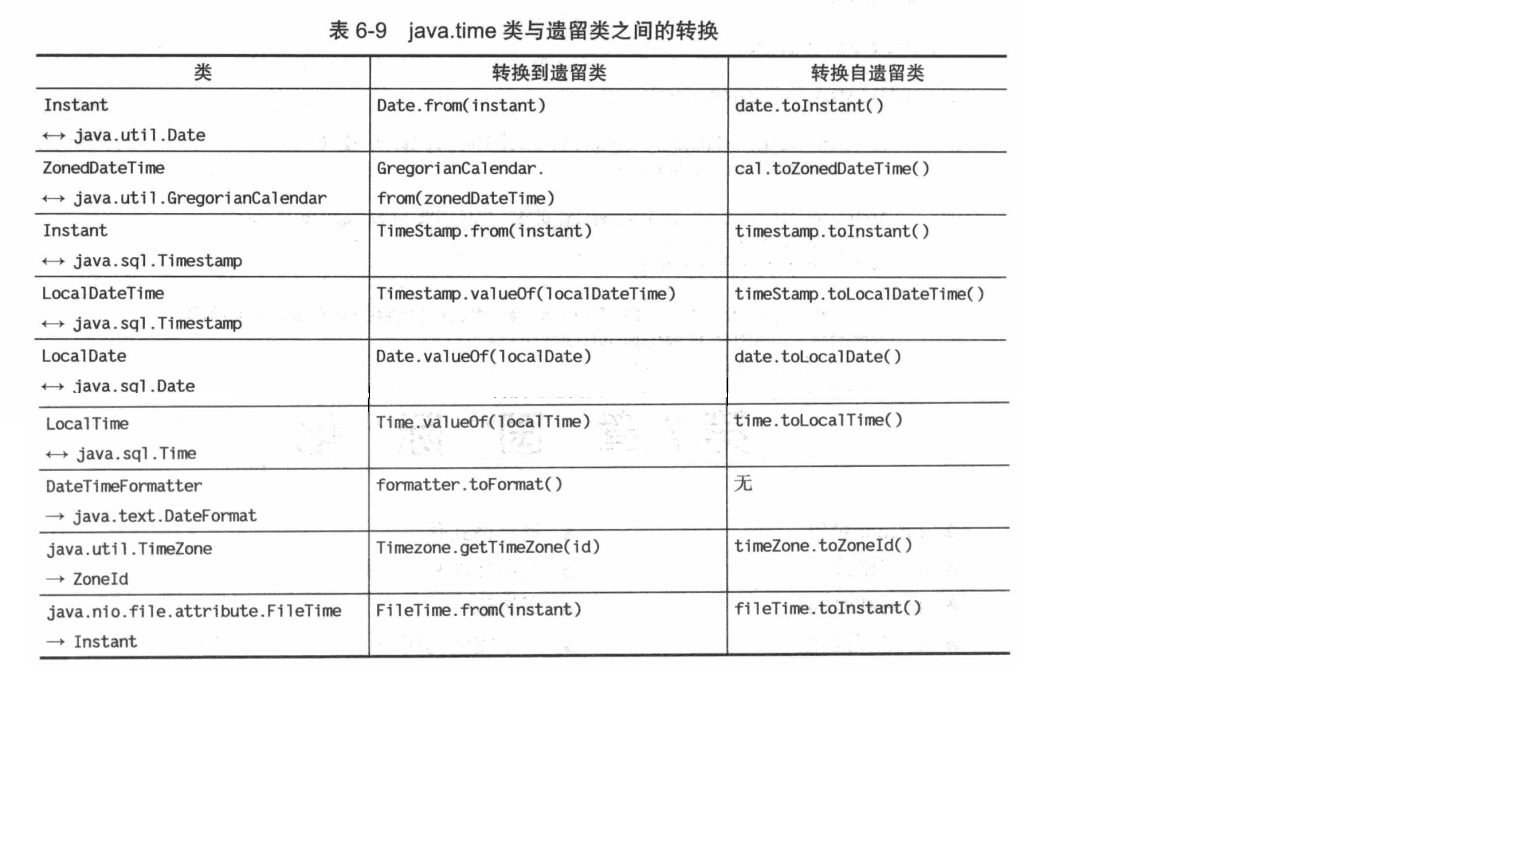 表 6-9 java.time 类与遗留类之间的转换
类 转换到遗留类 转换自遗留类
Instant Date.from(instant) date.toInstant()
↔ java.util.Date
ZonedDateTime GregorianCalendar. cal.toZonedDateTime()
↔ java.util.GregorianCalendar from(zonedDateTime)
Instant TimeStamp.from(instant) timestamp.toInstant()
↔ java.sql.Timestamp
LocalDateTime Timestamp.valueOf(localDateTime) timeStamp.toLocalDateTime()
↔ java.sql.Timestamp
LocalDate Date.valueOf(localDate) date.toLocalDate()
↔ java.sql.Date
LocalTime Time.valueOf(localTime) time.toLocalTime()
↔ java.sql.Time
DateTimeFormatter formatter.toFormat() 无
→ java.text.DateFormat
java.util.TimeZone Timezone.getTimeZone(id) timeZone.toZoneId()
→ ZoneId
java.nio.file.attribute.FileTime FileTime.from(instant) fileTime.toInstant()
→ Instant